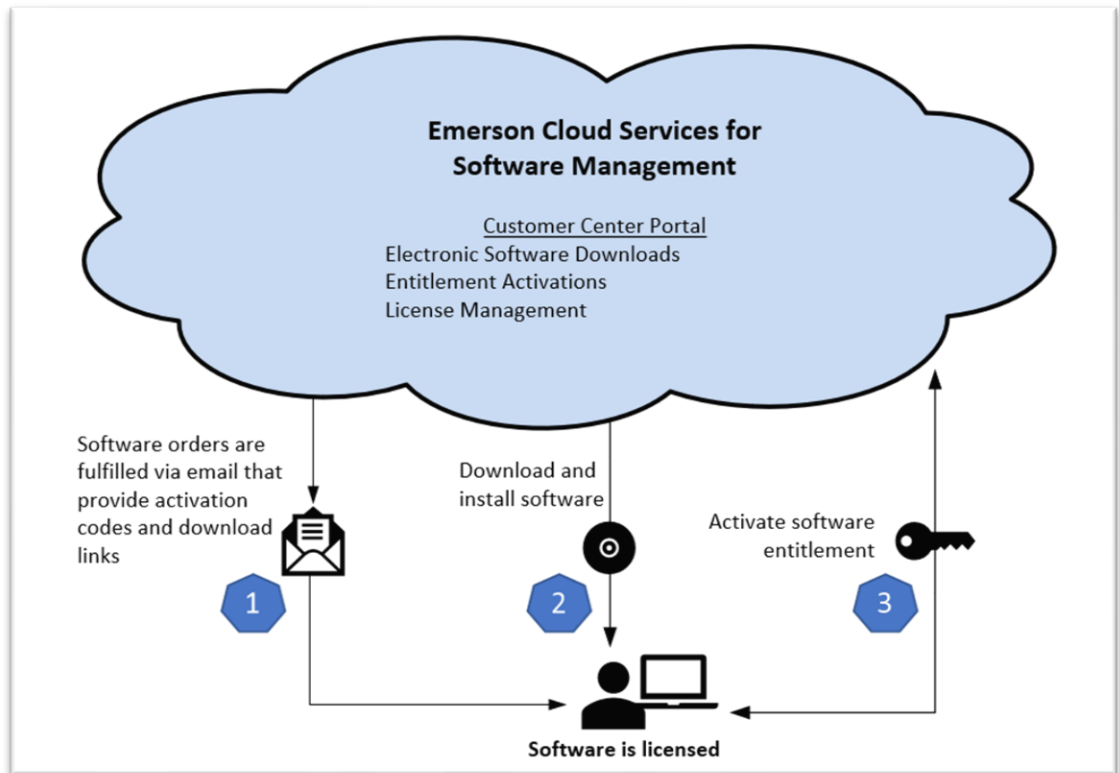 Emerson Cloud Services for
Software Management
Customer Center Portal
Electronic Software Downloads
Entitlement Activations
License Management
Software orders are
fulfilled via email that
provide activation
codes and download
links
1
Download and
install software
2
Activate software
entitlement
3
Software is licensed